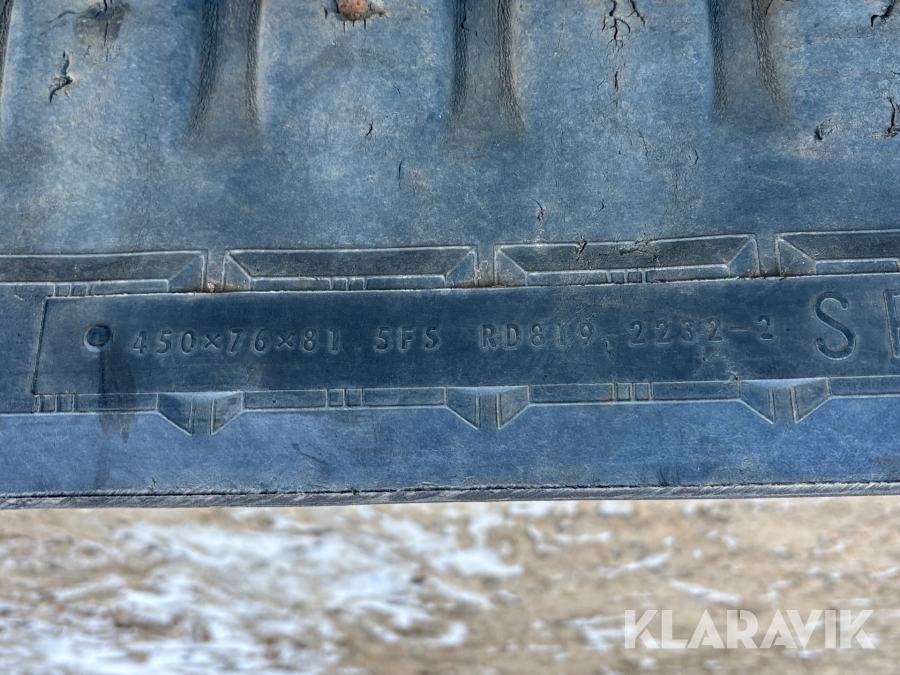 450×76×81 5FS RD819,2232-2. S
KLARAVIK